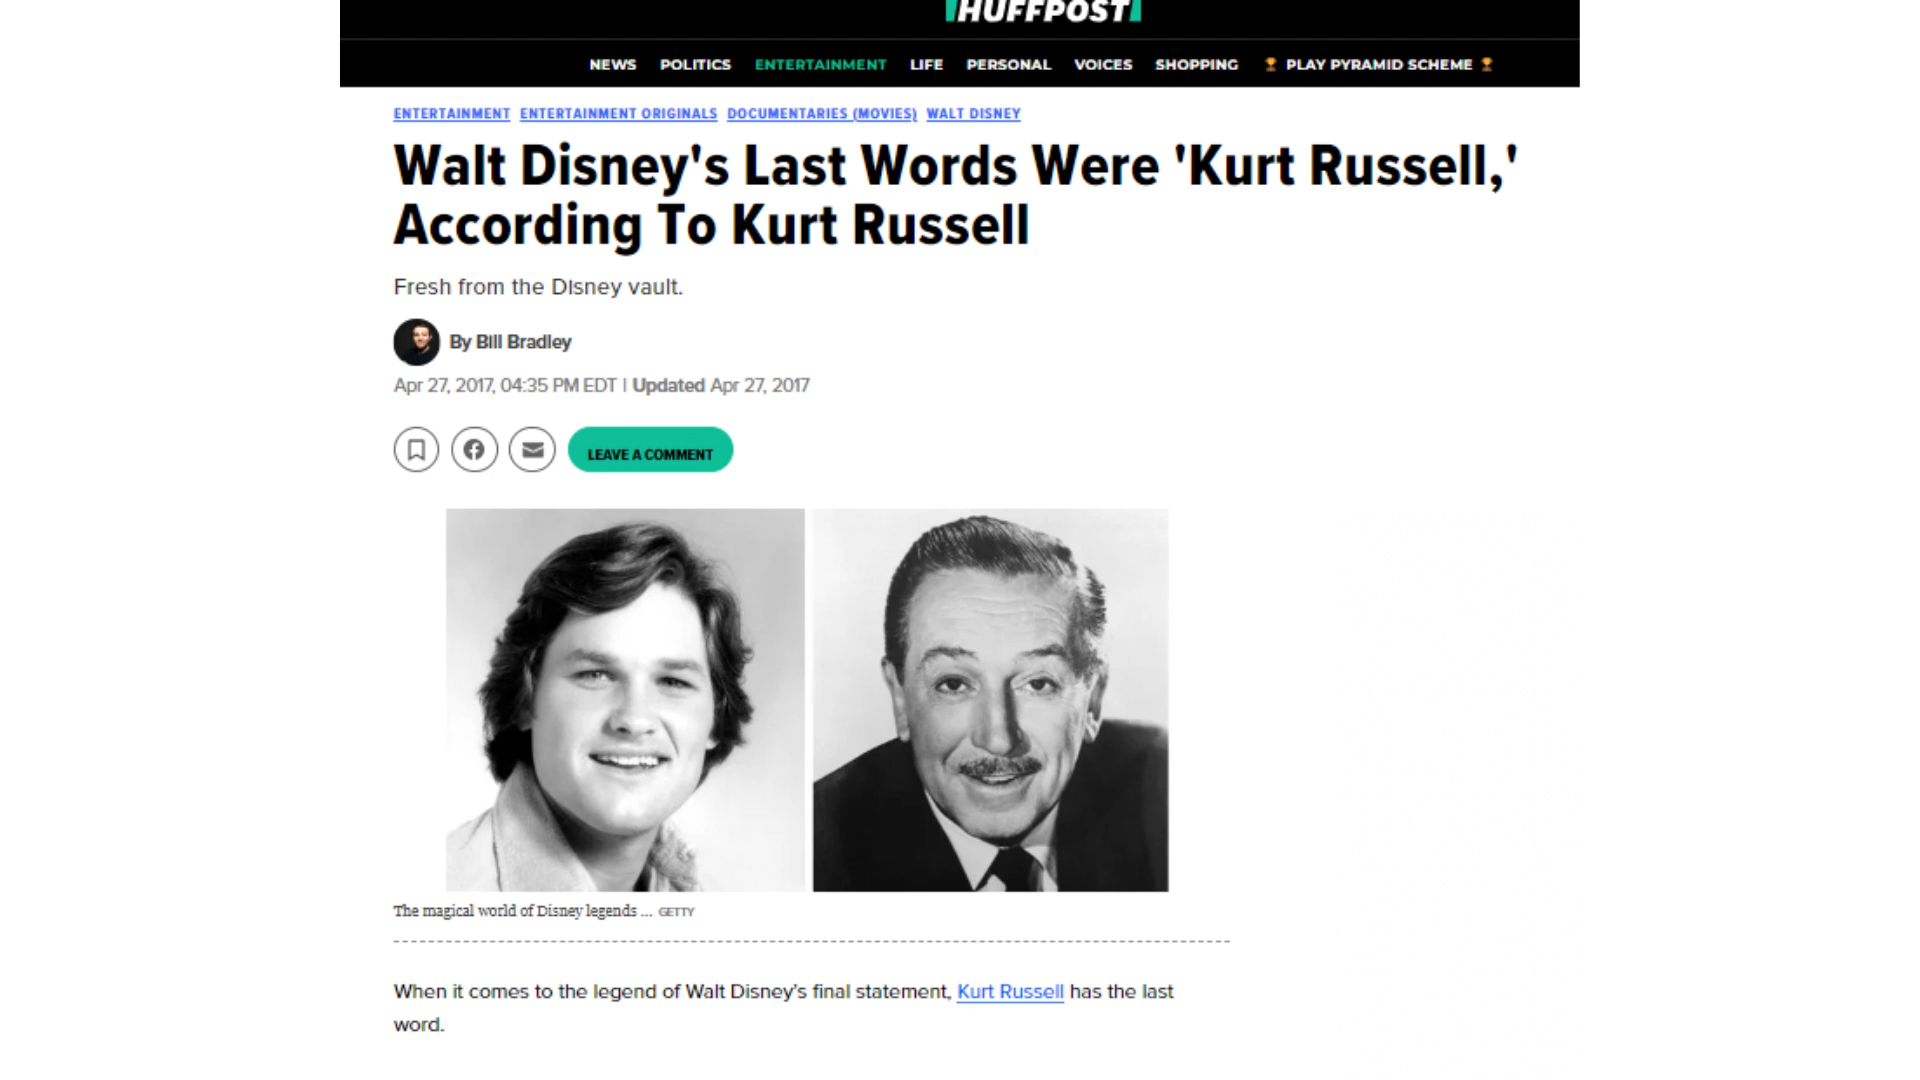 HUFFPOST
NEWS POLITICS ENTERTAINMENT LIFE PERSONAL VOICES SHOPPING 🏆 PLAY PYRAMID SCHEME 🏆
ENTERTAINMENT ENTERTAINMENT ORIGINALS DOCUMENTARIES (MOVIES) WALT DISNEY
Walt Disney's Last Words Were 'Kurt Russell,'
According To Kurt Russell
Fresh from the Disney vault.
By Bill Bradley
Apr 27, 2017, 04:35 PM EDT | Updated Apr 27, 2017
LEAVE A COMMENT
The magical world of Disney legends ... GETTY
When it comes to the legend of Walt Disney’s final statement, Kurt Russell has the last
word.